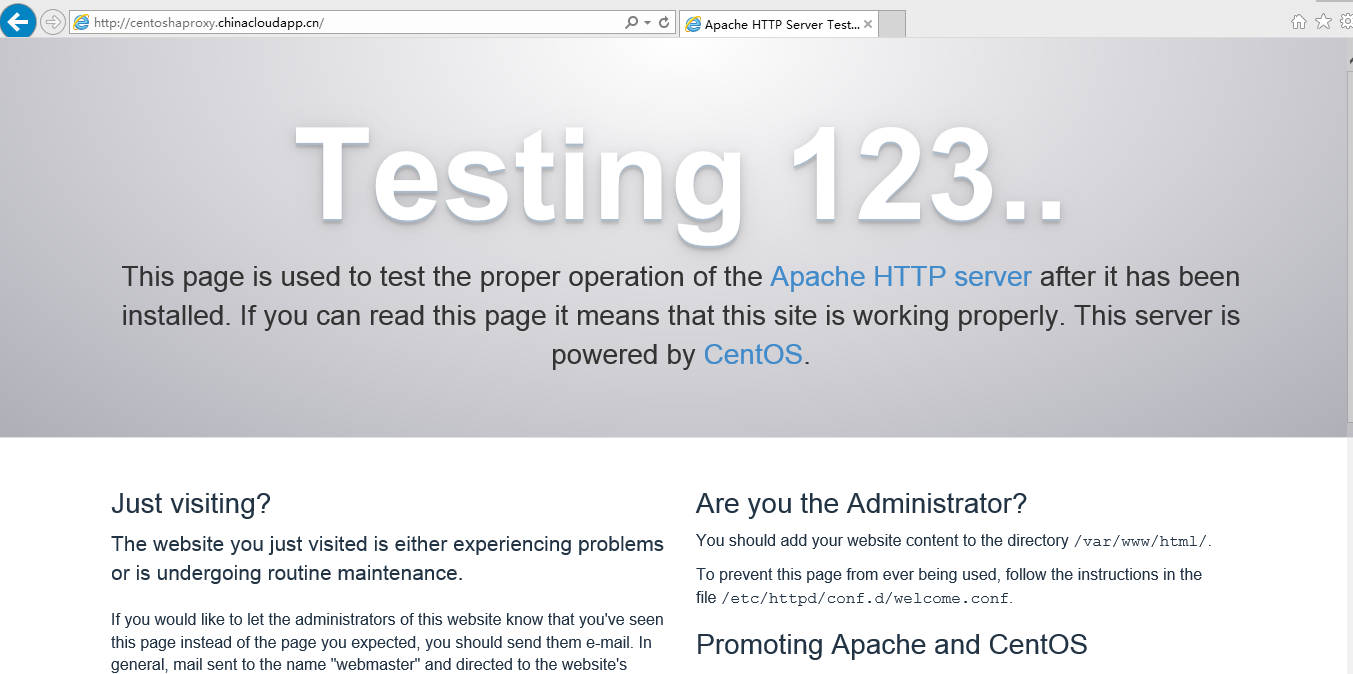 http://centoshaproxy.chinacloudapp.cn/
Apache HTTP Server Test...
Testing 123..
This page is used to test the proper operation of the Apache HTTP server after it has been
installed. If you can read this page it means that this site is working properly. This server is
powered by CentOS.
Just visiting?
The website you just visited is either experiencing problems
or is undergoing routine maintenance.
If you would like to let the administrators of this website know that you've seen
this page instead of the page you expected, you should send them e-mail. In
general, mail sent to the name "webmaster" and directed to the website's
Are you the Administrator?
You should add your website content to the directory /var/www/html/.
To prevent this page from ever being used, follow the instructions in the
file /etc/httpd/conf.d/welcome.conf.
Promoting Apache and CentOS